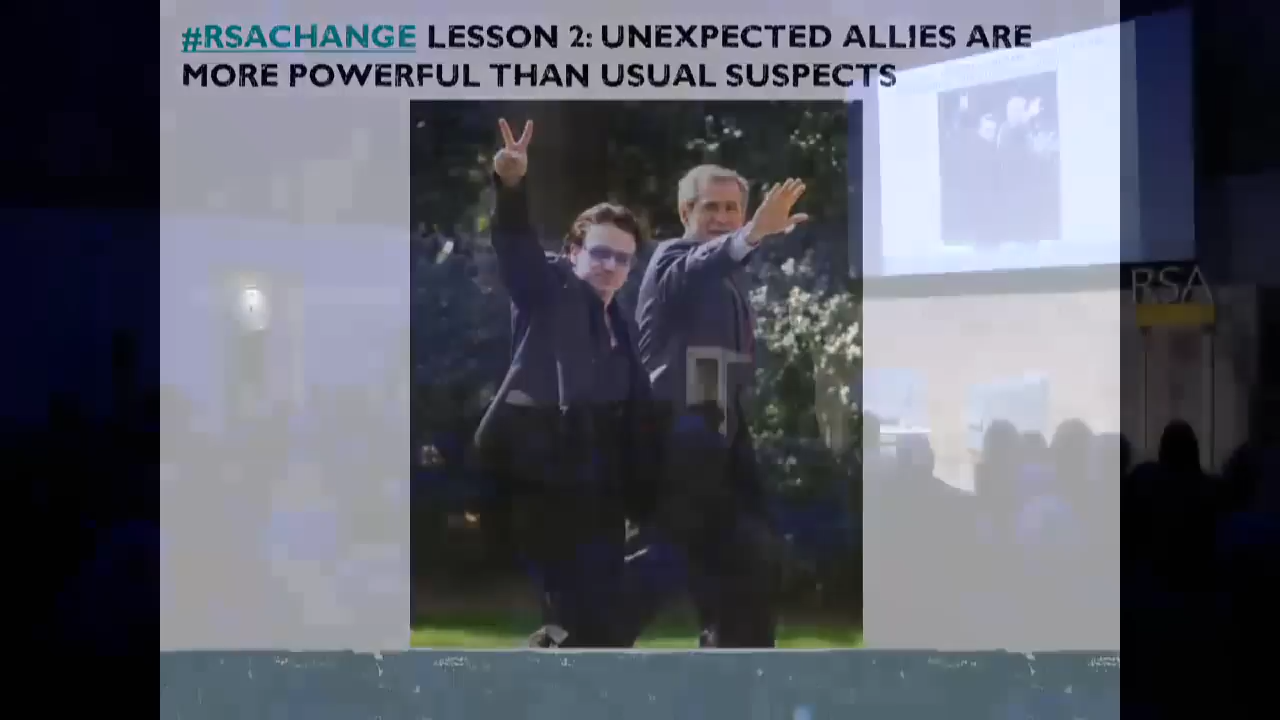 #RSACHANGE LESSON 2: UNEXPECTED ALLIES ARE
MORE POWERFUL THAN USUAL SUSPECTS
RSA